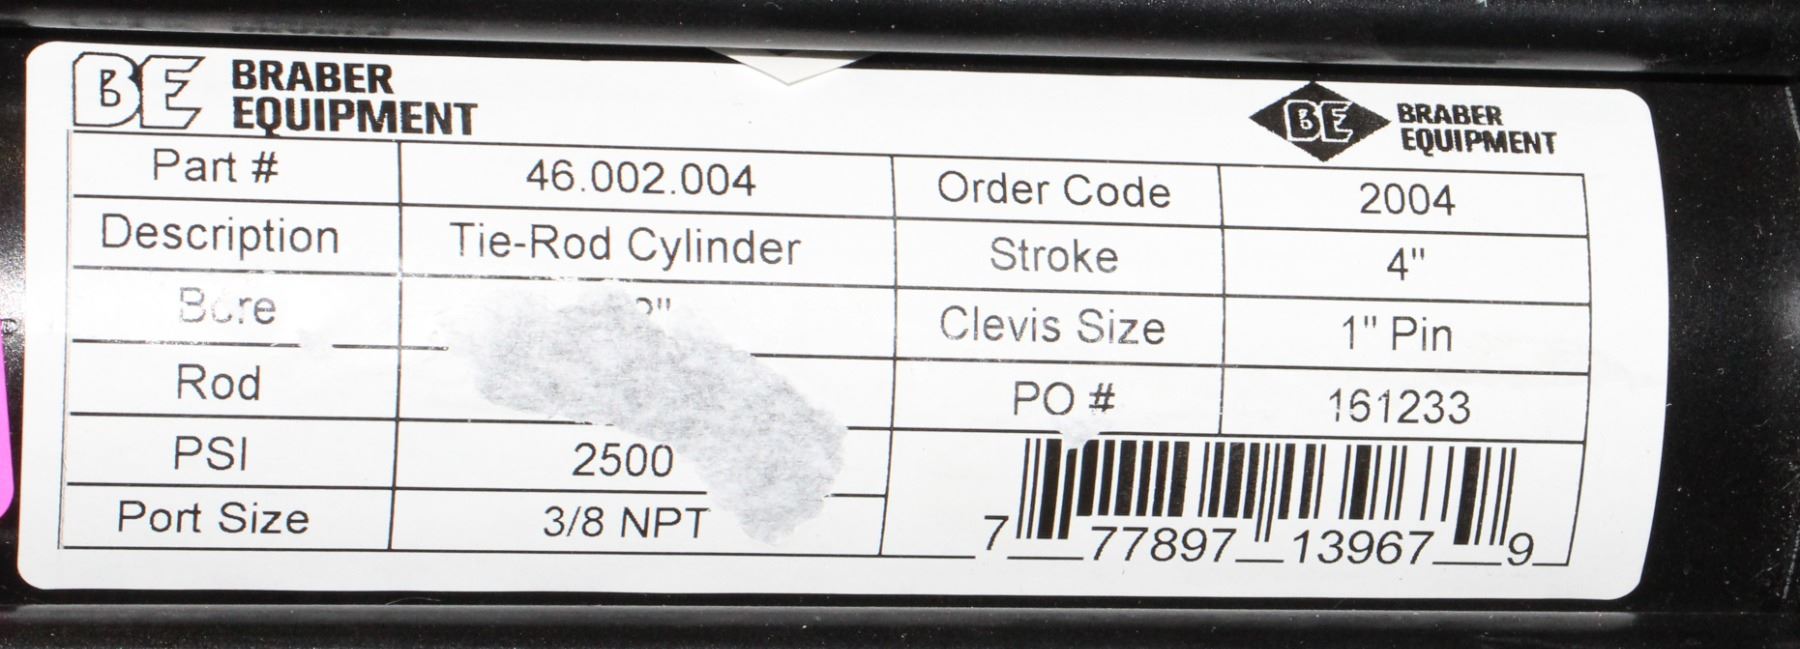 BE BRABER
EQUIPMENT
BE BRABER
EQUIPMENT
Part # 46.002.004 Order Code 2004
Description Tie-Rod Cylinder Stroke 4"
Bore Clevis Size 1" Pin
Rod PO # 161233
PSI 2500
Port Size 3/8 NPT
7 77897 13967 9